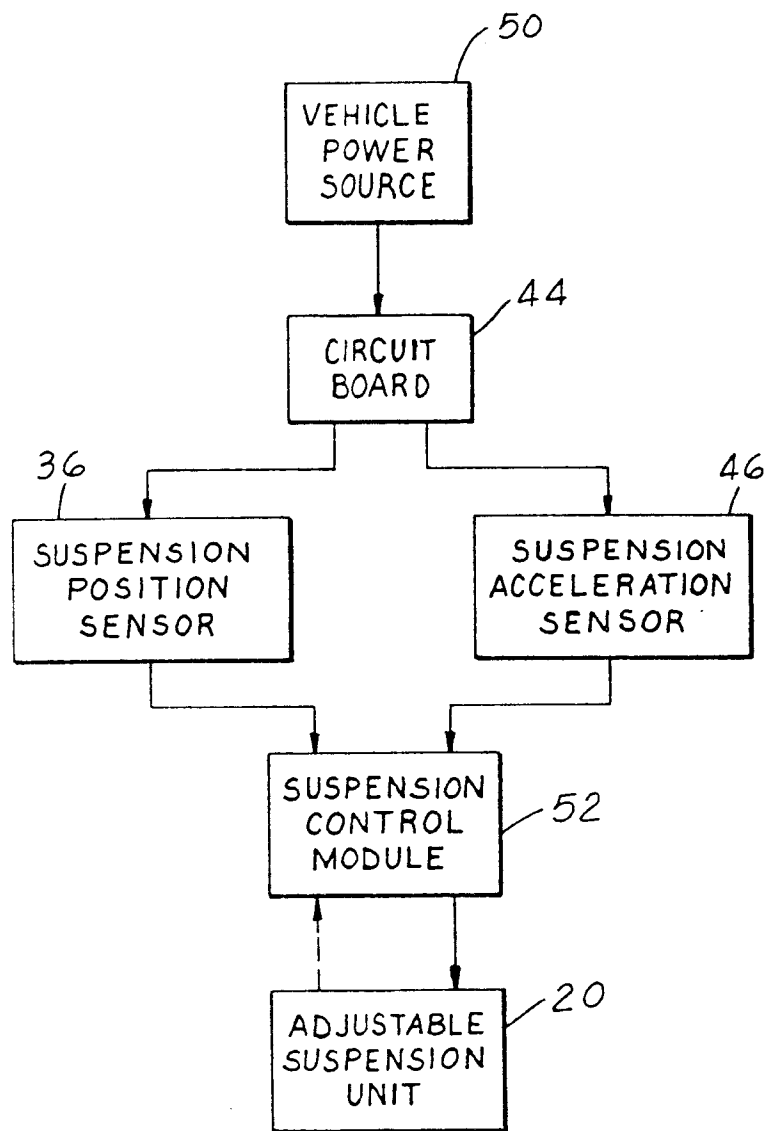 50
VEHICLE
POWER
SOURCE
44
CIRCUIT
BOARD
36
SUSPENSION
POSITION
SENSOR
46
SUSPENSION
ACCELERATION
SENSOR
SUSPENSION
CONTROL
MODULE
52
ADJUSTABLE
SUSPENSION
UNIT
20